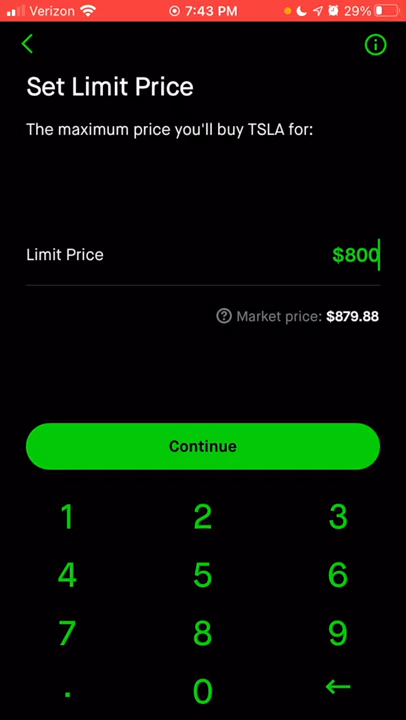 Verizon 7:43 PM 29%
Set Limit Price
The maximum price you'll buy TSLA for:
Limit Price $800
Market price: $879.88
Continue
1 2 3
4 5 6
7 8 9
. 0